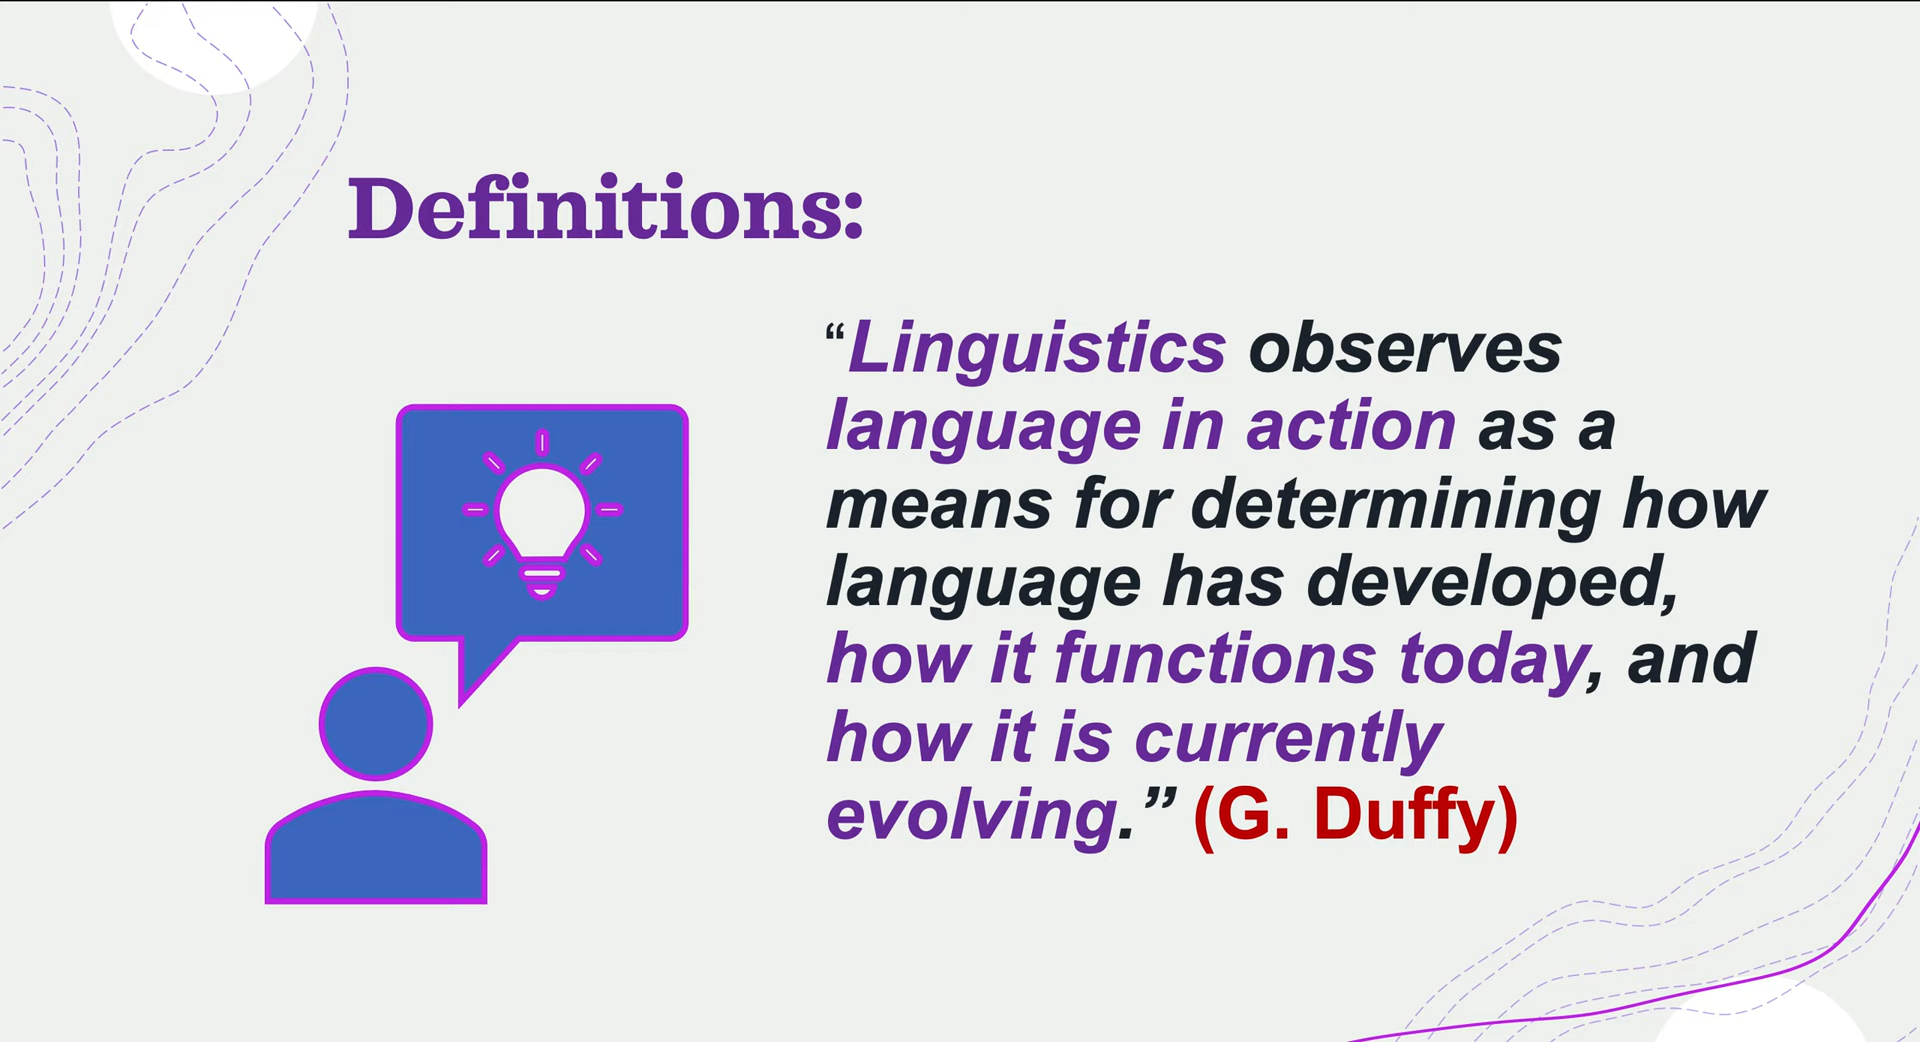 Definitions:
“Linguistics observes
language in action as a
means for determining how
language has developed,
how it functions today, and
how it is currently
evolving.” (G. Duffy)